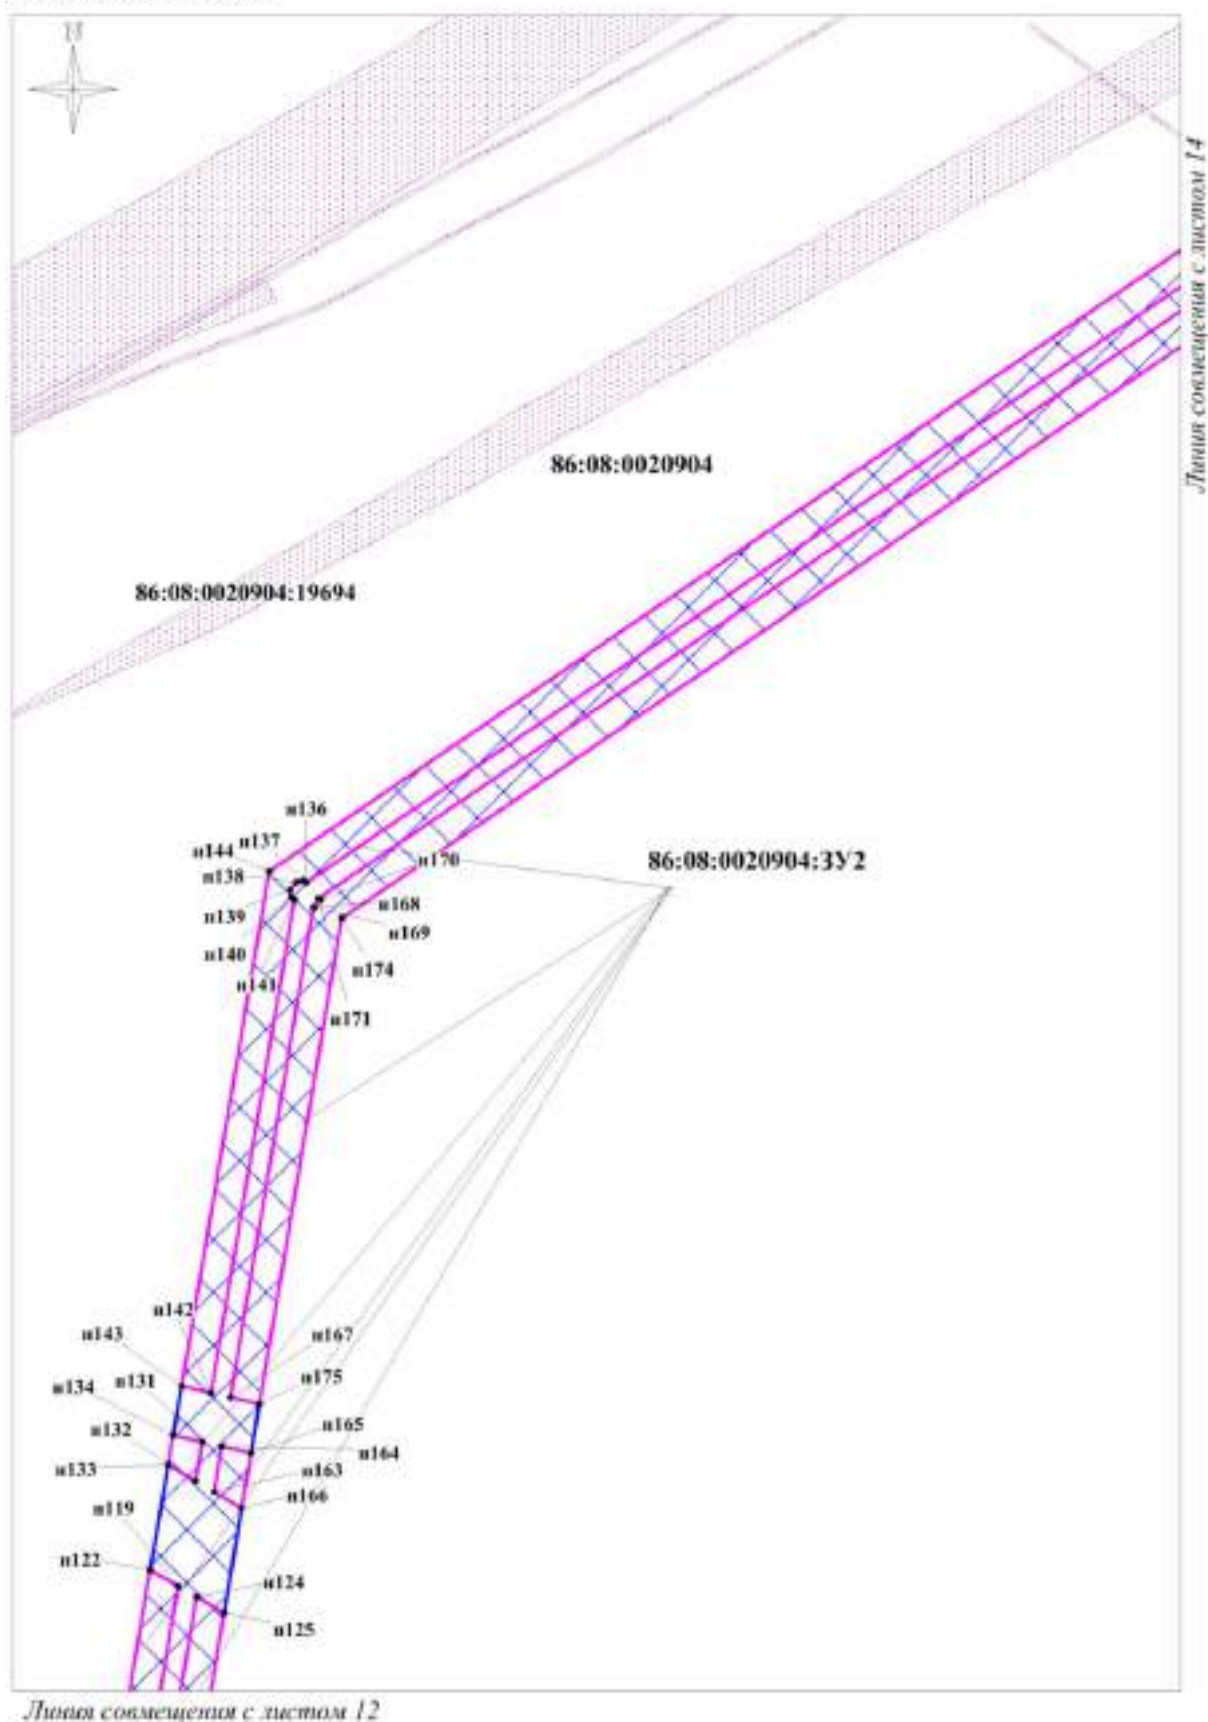 Линия совмещения с листом 14
86:08:0020904
86:08:0020904:19694
н136
н137
н144
н138
н170
86:08:0020904:ЗУ2
н139
н168
н169
н140
н174
н141
н171
н142
н143
н167
н131
н134
н175
н132
н165
н164
н133
н163
н166
н119
н122
н124
н125
Линия совмещения с листом 12